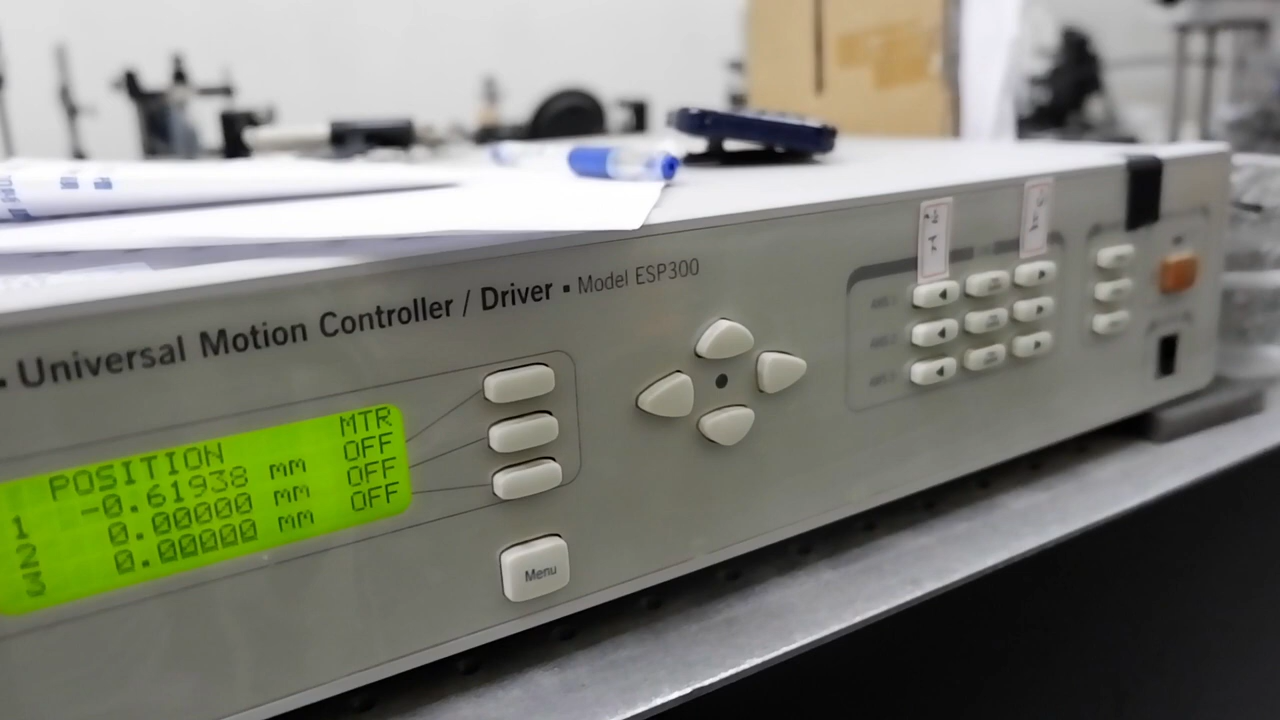 ▪ Universal Motion Controller / Driver ▪ Model ESP300
POSITION MTR
1 -0.61938 mm OFF
2 0.00000 mm OFF
3 0.00000 mm OFF
Menu